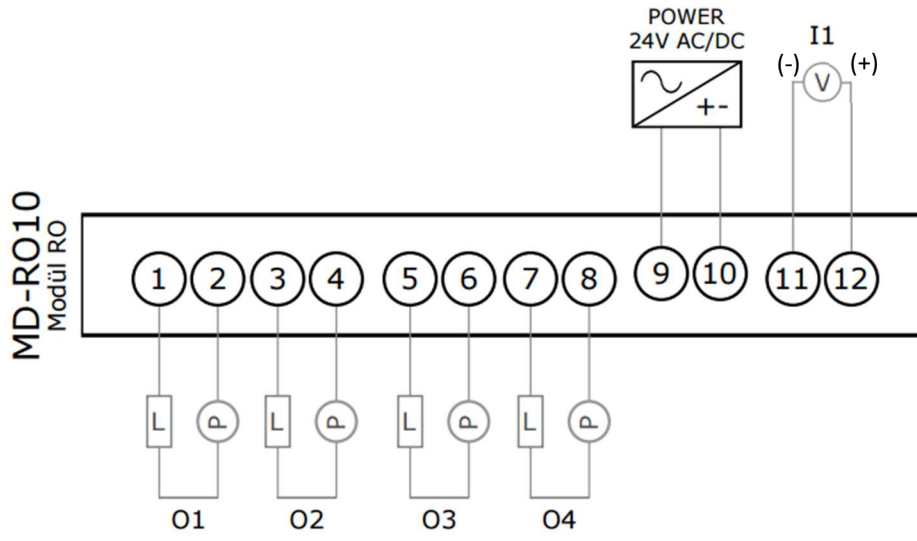 POWER
24V AC/DC
I1
(-) V (+)
+-
MD-RO10
Modül RO
1 2 3 4 5 6 7 8 9 10 11 12
L P L P L P L P
O1 O2 O3 O4